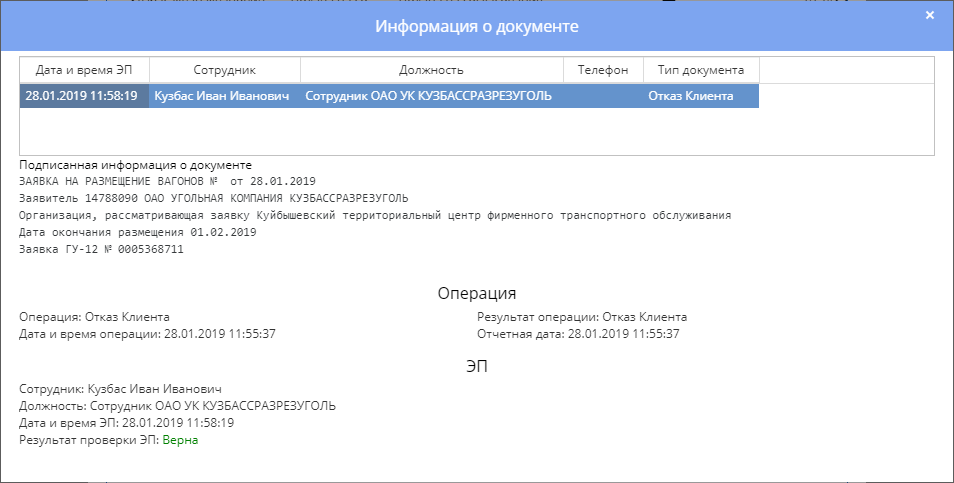 Информация о документе ×
Дата и время ЭП Сотрудник Должность Телефон Тип документа
28.01.2019 11:58:19 Кузбас Иван Иванович Сотрудник ОАО УК КУЗБАССРАЗРЕЗУГОЛЬ Отказ Клиента
Подписанная информация о документе
ЗАЯВКА НА РАЗМЕЩЕНИЕ ВАГОНОВ № от 28.01.2019
Заявитель 14788090 ОАО УГОЛЬНАЯ КОМПАНИЯ КУЗБАССРАЗРЕЗУГОЛЬ
Организация, рассматривающая заявку Куйбышевский территориальный центр фирменного транспортного обслуживания
Дата окончания размещения 01.02.2019
Заявка ГУ-12 № 0005368711
Операция
Операция: Отказ Клиента Результат операции: Отказ Клиента
Дата и время операции: 28.01.2019 11:55:37 Отчетная дата: 28.01.2019 11:55:37
ЭП
Сотрудник: Кузбас Иван Иванович
Должность: Сотрудник ОАО УК КУЗБАССРАЗРЕЗУГОЛЬ
Дата и время ЭП: 28.01.2019 11:58:19
Результат проверки ЭП: Верна